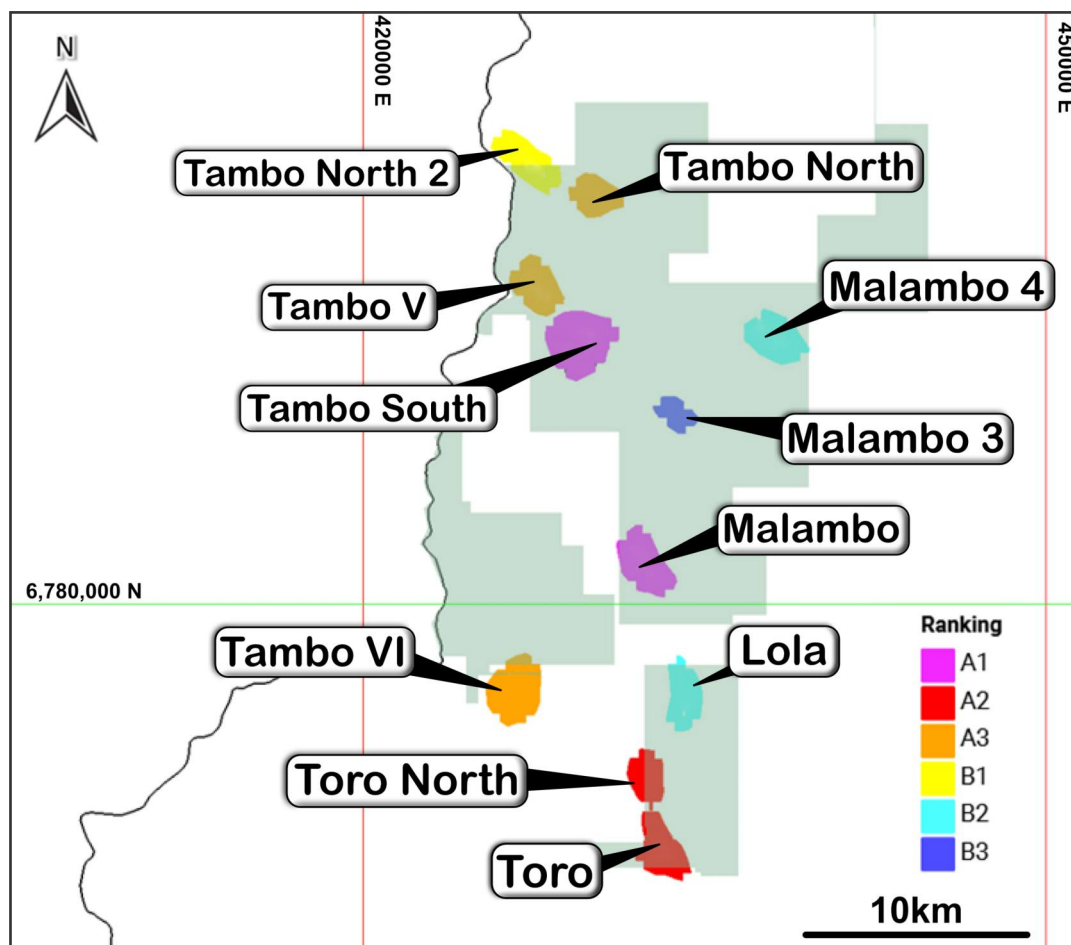 N
420000 E
450000 E
Tambo North 2
Tambo North
Tambo V
Malambo 4
Tambo South
Malambo 3
Malambo
6,780,000 N
Tambo VI
Lola
Toro North
Toro
Ranking
A1
A2
A3
B1
B2
B3
10km